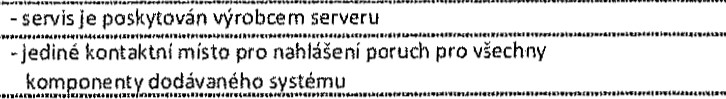 - servis je poskytován výrobcem serveru
- jediné kontaktní místo pro nahlášení poruch pro všechny
komponenty dodávaného systému